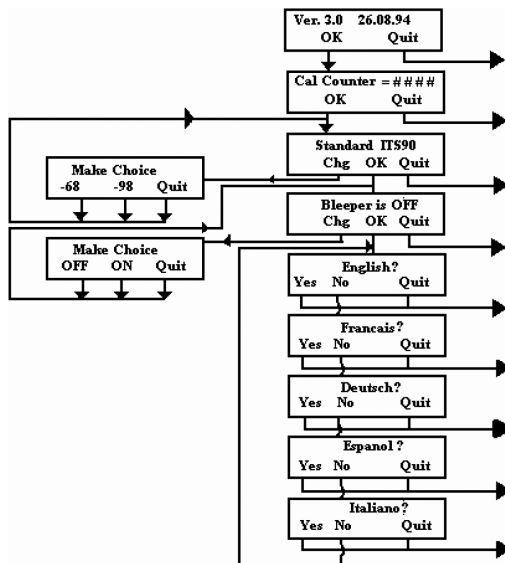 Ver. 3.0 26.08.94
OK Quit
Cal Counter = ####
OK Quit
Standard ITS90
Chg OK Quit
Make Choice
-68 -98 Quit
Bleeper is OFF
Chg OK Quit
Make Choice
OFF ON Quit
English?
Yes No Quit
Francais?
Yes No Quit
Deutsch?
Yes No Quit
Espanol ?
Yes No Quit
Italiano?
Yes No Quit